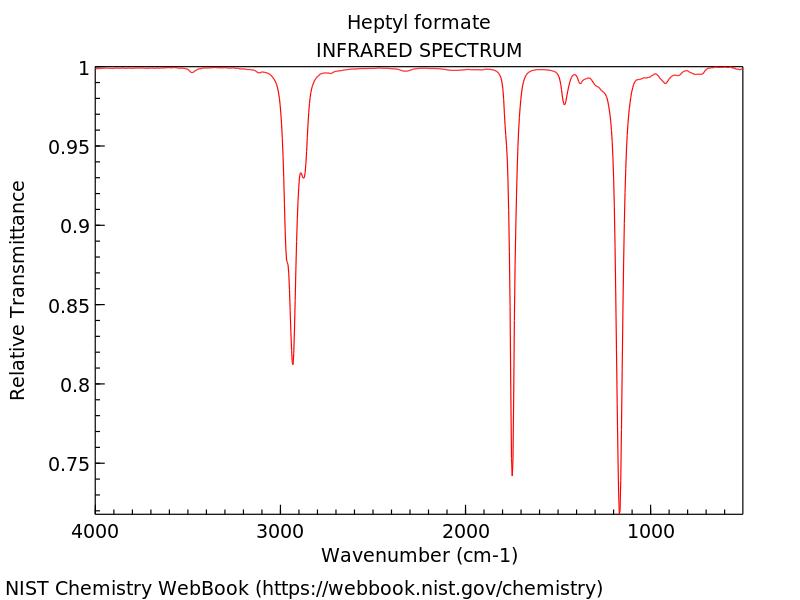 Heptyl formate
INFRARED SPECTRUM
1
0.95
0.9
0.85
0.8
0.75
Relative Transmittance
4000 3000 2000 1000
Wavenumber (cm-1)
NIST Chemistry WebBook (https://webbook.nist.gov/chemistry)